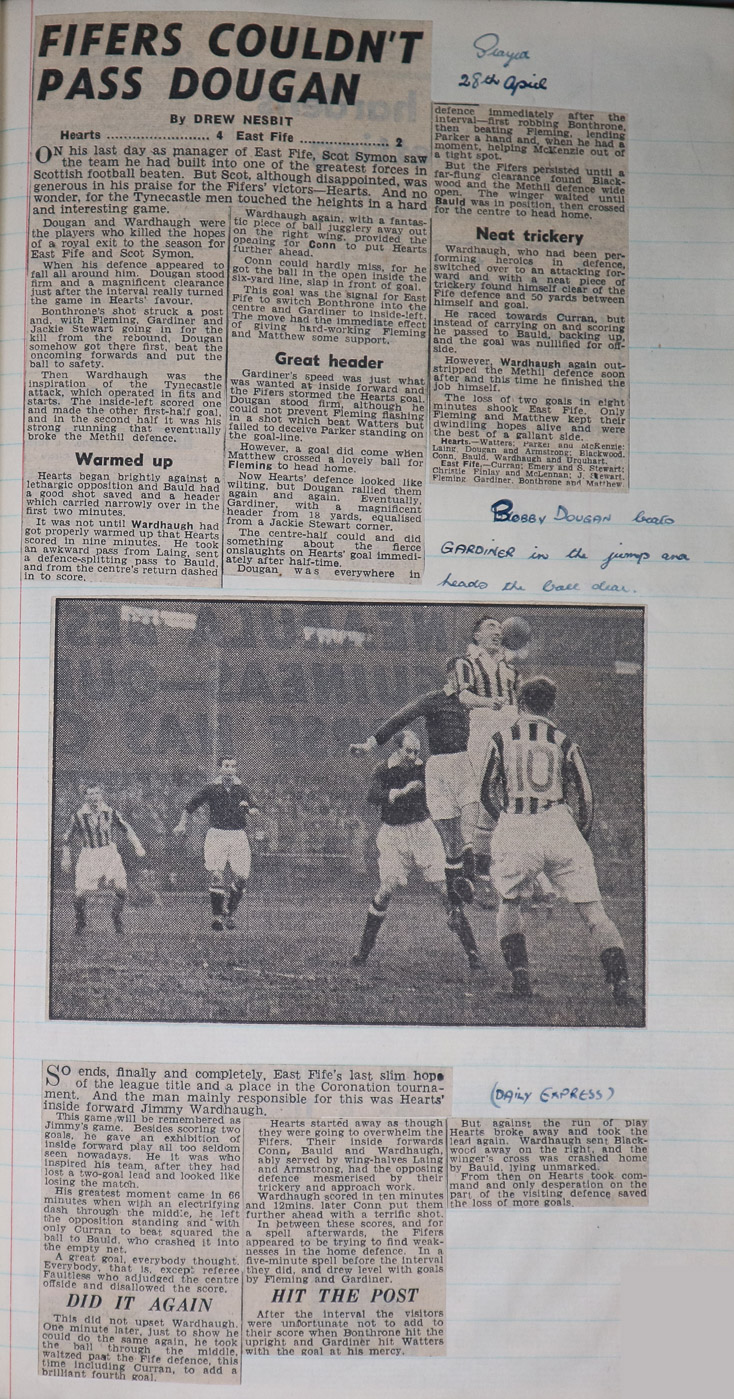 FIFERS COULDN'T
PASS DOUGAN
By DREW NESBIT
Hearts .......................... 4 East Fife ...................... 2
ON his last day as manager of East Fife, Scot Symon saw
the team he had built into one of the greatest forces in
Scottish football beaten. But Scot, although disappointed, was
generous in his praise for the Fifers' victors—Hearts. And no
wonder, for the Tynecastle men touched the heights in a hard
and interesting game.
Dougan and Wardhaugh were
the players who killed the hopes
of a royal exit to the season for
East Fife and Scot Symon.
When his defence appeared to
fall all around him. Dougan stood
firm and a magnificent clearance
just after the interval really turned
the game in Hearts' favour.
Bonthrone's shot struck a post
and, with Fleming, Gardiner and
Jackie Stewart going in for the
kill from the rebound, Dougan
somehow got there first, beat the
oncoming forwards and put the
ball to safety.
Then Wardhaugh was the
inspiration of the Tynecastle
attack, which operated in fits and
starts. The inside-left scored one
and made the other first-half goal,
and in the second half it was his
strong running that eventually
broke the Methil defence.
Warmed up
Hearts began brightly against a
lethargic opposition and Bauld had
a good shot saved and a header
which carried narrowly over in the
first two minutes.
It was not until Wardhaugh had
got properly warmed up that Hearts
scored in nine minutes. He took
an awkward pass from Laing, sent
a defence-splitting pass to Bauld,
and from the centre's return dashed
in to score.
Wardhaugh again, with a fantas-
tic piece of ball jugglery away out
on the right wing, provided the
opening for Conn to put Hearts
further ahead.
Conn could hardly miss, for he
got the ball in the open inside the
six-yard line, slap in front of goal.
This goal was the signal for East
Fife to switch Bonthrone into the
centre and Gardiner to inside-left.
The move had the immediate effect
of giving hard-working Fleming
and Matthew some support.
Great header
Gardiner's speed was just what
was wanted at inside forward and
the Fifers stormed the Hearts goal.
Dougan stood firm, although he
could not prevent Fleming flashing
in a shot which beat Watters but
failed to deceive Parker standing on
the goal-line.
However, a goal did come when
Matthew crossed a lovely ball for
Fleming to head home.
Now Hearts' defence looked like
wilting, but Dougan rallied them
again and again. Eventually,
Gardiner, with a magnificent
header from 18 yards, equalised
from a Jackie Stewart corner.
The centre-half could and did
something about the fierce
onslaughts on Hearts' goal immedi-
ately after half-time.
Dougan was everywhere in
Played
28th April
defence immediately after the
interval—first robbing Bonthrone,
then beating Fleming, lending
Parker a hand and, when he had a
moment, helping McKenzie out of
a tight spot.
But the Fifers persisted until a
far-flung clearance found Black-
wood and the Methil defence wide
open. The winger waited until
Bauld was in position, then crossed
for the centre to head home.
Neat trickery
Wardhaugh, who had been per-
forming heroics in defence,
switched over to an attacking for-
ward and with a neat piece of
trickery found himself clear of the
Fife defence and 50 yards between
himself and goal.
He raced towards Curran, but
instead of carrying on and scoring
he passed to Bauld, backing up,
and the goal was nullified for off-
side.
However, Wardhaugh again out-
stripped the Methil defence soon
after and this time he finished the
job himself.
The loss of two goals in eight
minutes shook East Fife. Only
Fleming and Matthew kept their
dwindling hopes alive and were
the best of a gallant side.
Hearts.—Watters; Parker and McKenzie;
Laing, Dougan and Armstrong; Blackwood,
Conn, Bauld, Wardhaugh and Urquhart.
East Fife.—Curran; Emery and S. Stewart;
Christie Finlay and McLennan; J. Stewart,
Fleming Gardiner, Bonthrone and Matthew
BOBBY DOUGAN beats
GARDINER in the jump and
heads the ball clear.
10
SO ends, finally and completely, East Fife's last slim hope
of the league title and a place in the Coronation tourna-
ment. And the man mainly responsible for this was Hearts'
inside forward Jimmy Wardhaugh.
This game will be remembered as
Jimmy's game. Besides scoring two
goals, he gave an exhibition of
inside forward play all too seldom
seen nowadays. He it was who
inspired his team, after they had
lost a two-goal lead and looked like
losing the match.
His greatest moment came in 66
minutes when with an electrifying
dash through the middle, he left
the opposition standing and with
only Curran to beat squared the
ball to Bauld, who crashed it into
the empty net.
A great goal, everybody thought.
Everybody, that is, except referee
Faultless who adjudged the centre
offside and disallowed the score.
DID IT AGAIN
This did not upset Wardhaugh.
One minute later, just to show he
could do the same again, he took
the ball through the middle,
waltzed past the Fife defence, this
time including Curran, to add a
brilliant fourth goal.
Hearts started away as though
they were going to overwhelm the
Fifers. Their inside forwards
Conn, Bauld and Wardhaugh,
ably served by wing-halves Laing
and Armstrong, had the opposing
defence mesmerised by their
trickery and approach work.
Wardhaugh scored in ten minutes
and 12mins. later Conn put them
further ahead with a terrific shot.
In between these scores, and for
a spell afterwards, the Fifers
appeared to be trying to find weak-
nesses in the home defence. In a
five-minute spell before the interval
they did, and drew level with goals
by Fleming and Gardiner.
HIT THE POST
After the interval the visitors
were unfortunate not to add to
their score when Bonthrone hit the
upright and Gardiner hit Watters
with the goal at his mercy.
(DAILY EXPRESS)
But against the run of play
Hearts broke away and took the
lead again. Wardhaugh sent Black-
wood away on the right, and the
winger's cross was crashed home
by Bauld, lying unmarked.
From then on Hearts took com-
mand and only desperation on the
part of the visiting defence saved
the loss of more goals.